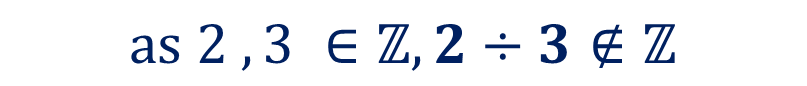 as 2 ,3 ∈ ℤ, 2 ÷ 3 ∉ ℤ